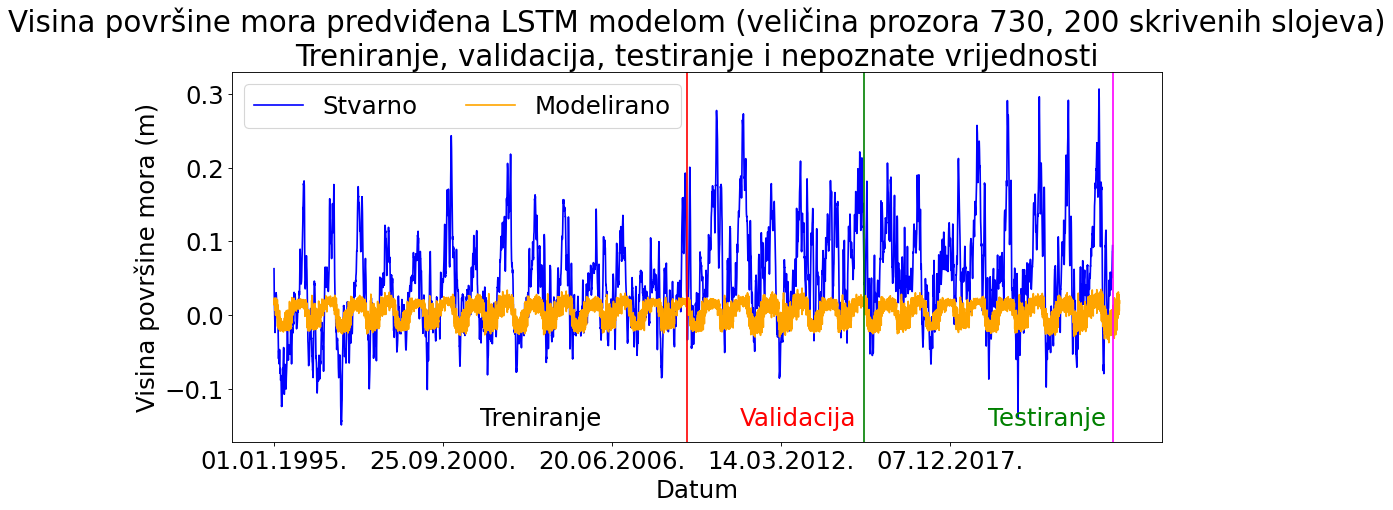 Visina površine mora predviđena LSTM modelom (veličina prozora 730, 200 skrivenih slojeva)
Treniranje, validacija, testiranje i nepoznate vrijednosti
Stvarno
Modelirano
Visina površine mora (m)
0.3
0.2
0.1
0.0
−0.1
Treniranje
Validacija
Testiranje
01.01.1995.
25.09.2000.
20.06.2006.
14.03.2012.
07.12.2017.
Datum